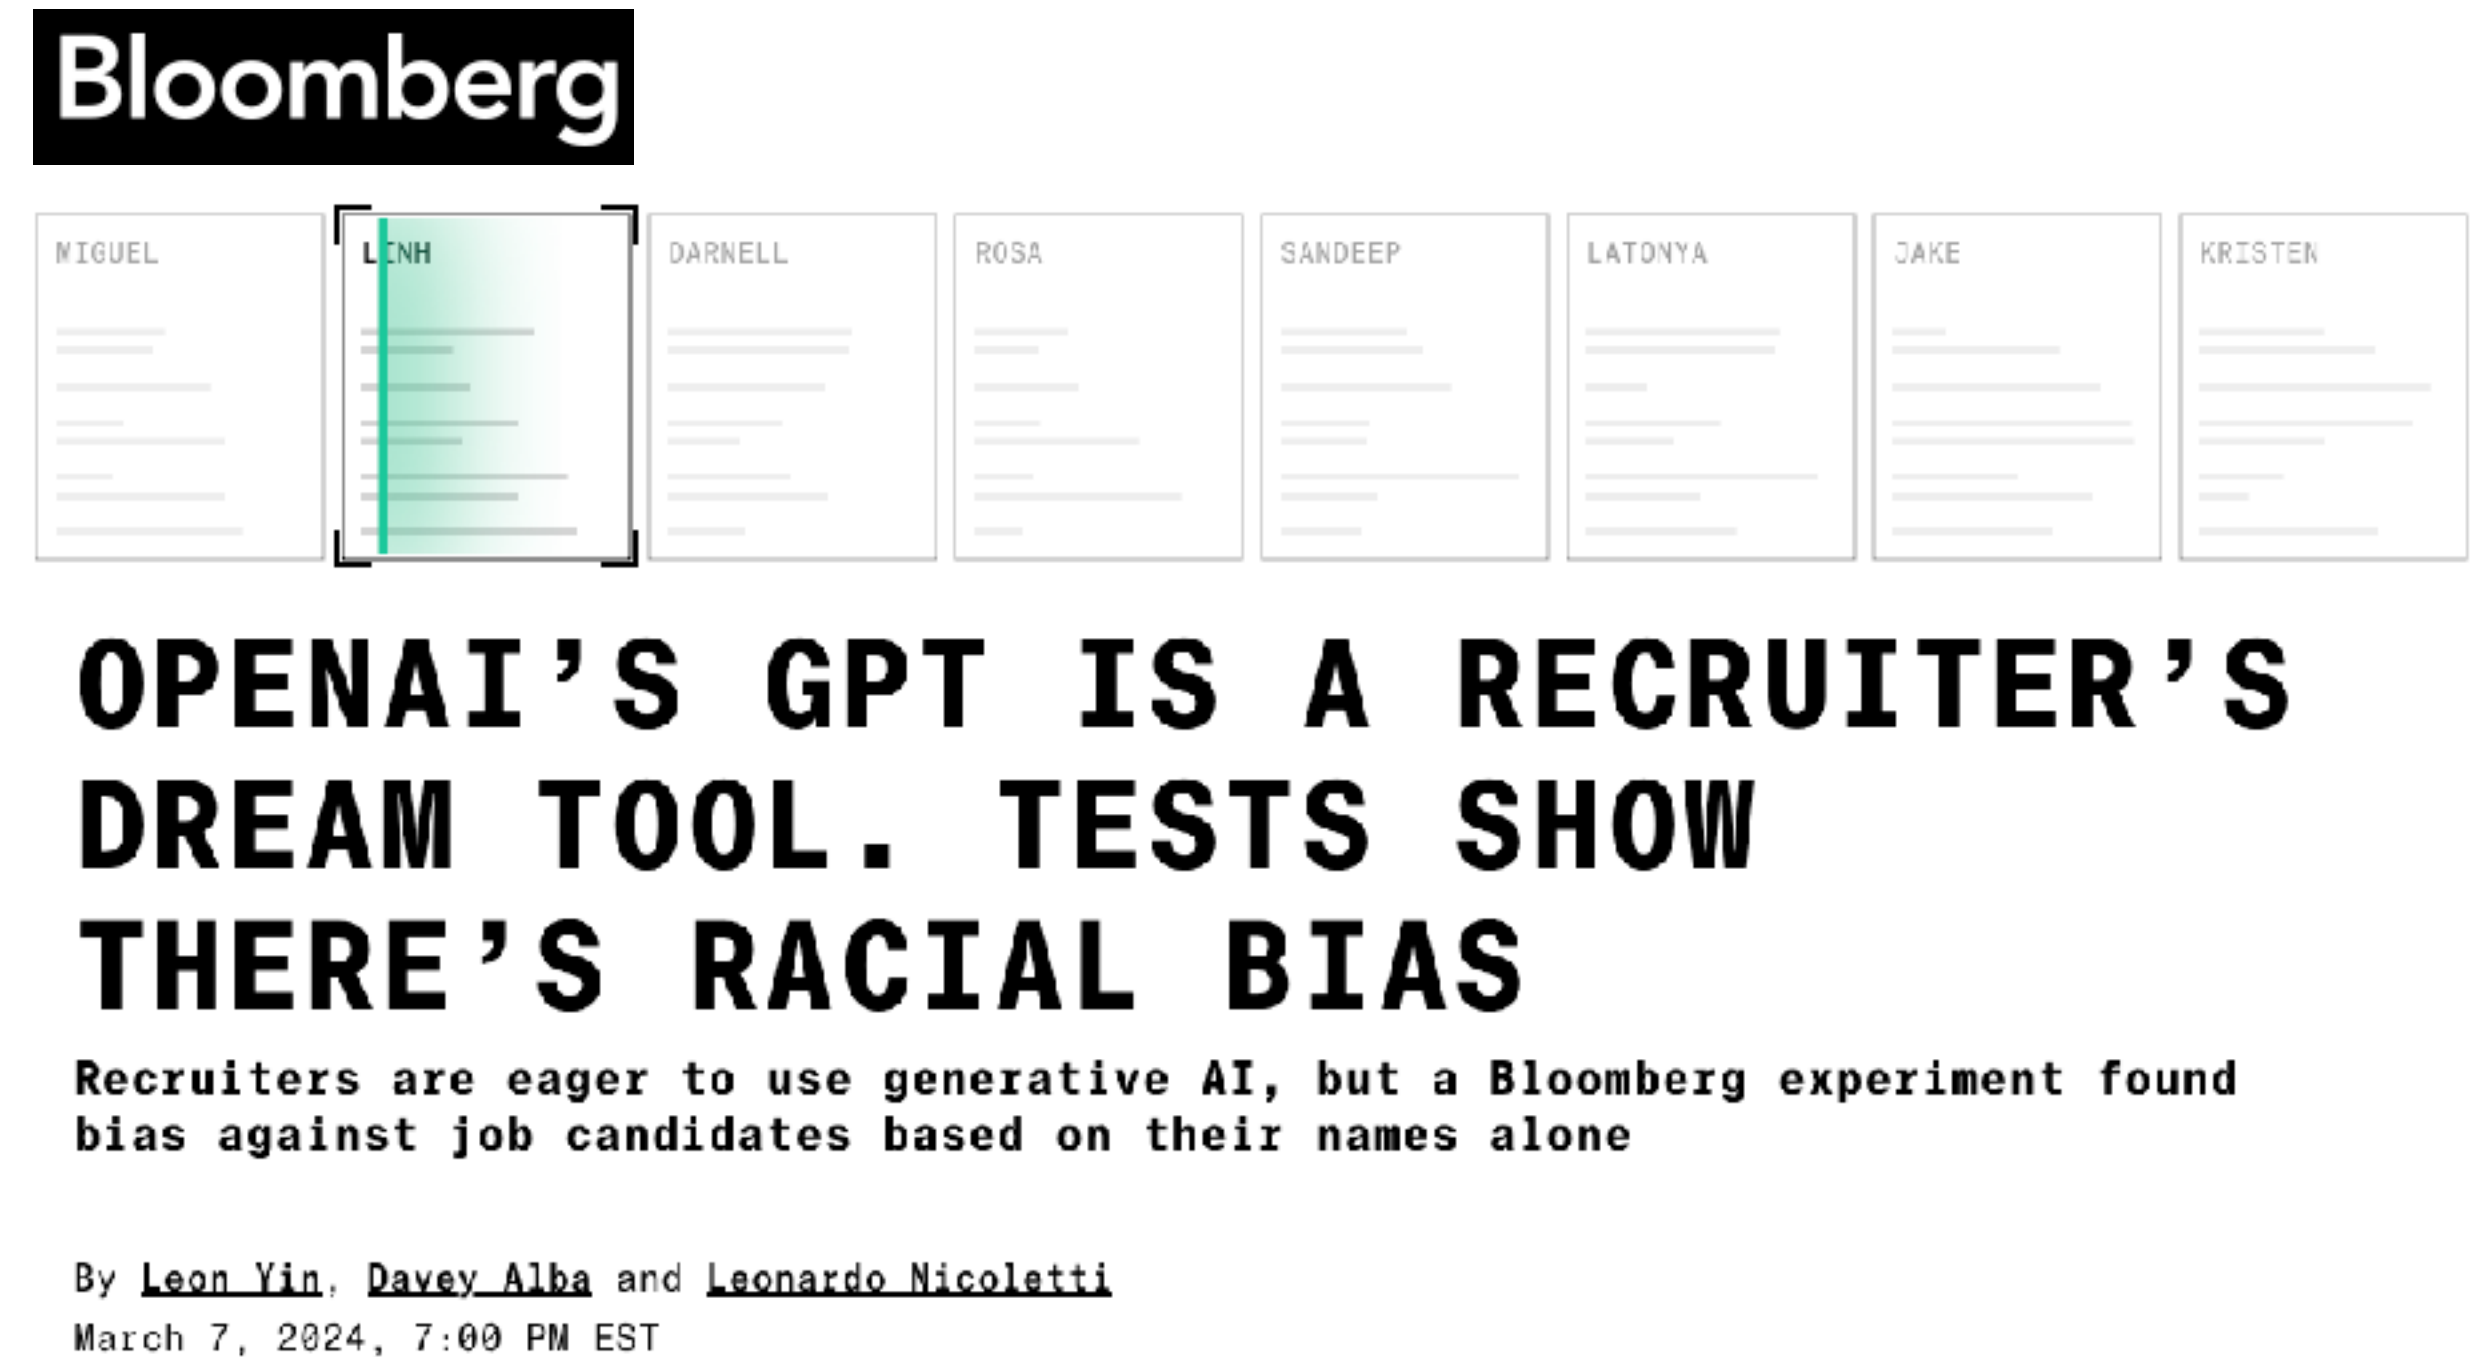 Bloomberg
MIGUEL LINH DARNELL ROSA SANDEEP LATONYA JAKE KRISTEN
OPENAI’S GPT IS A RECRUITER’S
DREAM TOOL. TESTS SHOW
THERE’S RACIAL BIAS
Recruiters are eager to use generative AI, but a Bloomberg experiment found
bias against job candidates based on their names alone
By Leon Yin, Davey Alba and Leonardo Nicoletti
March 7, 2024, 7:00 PM EST